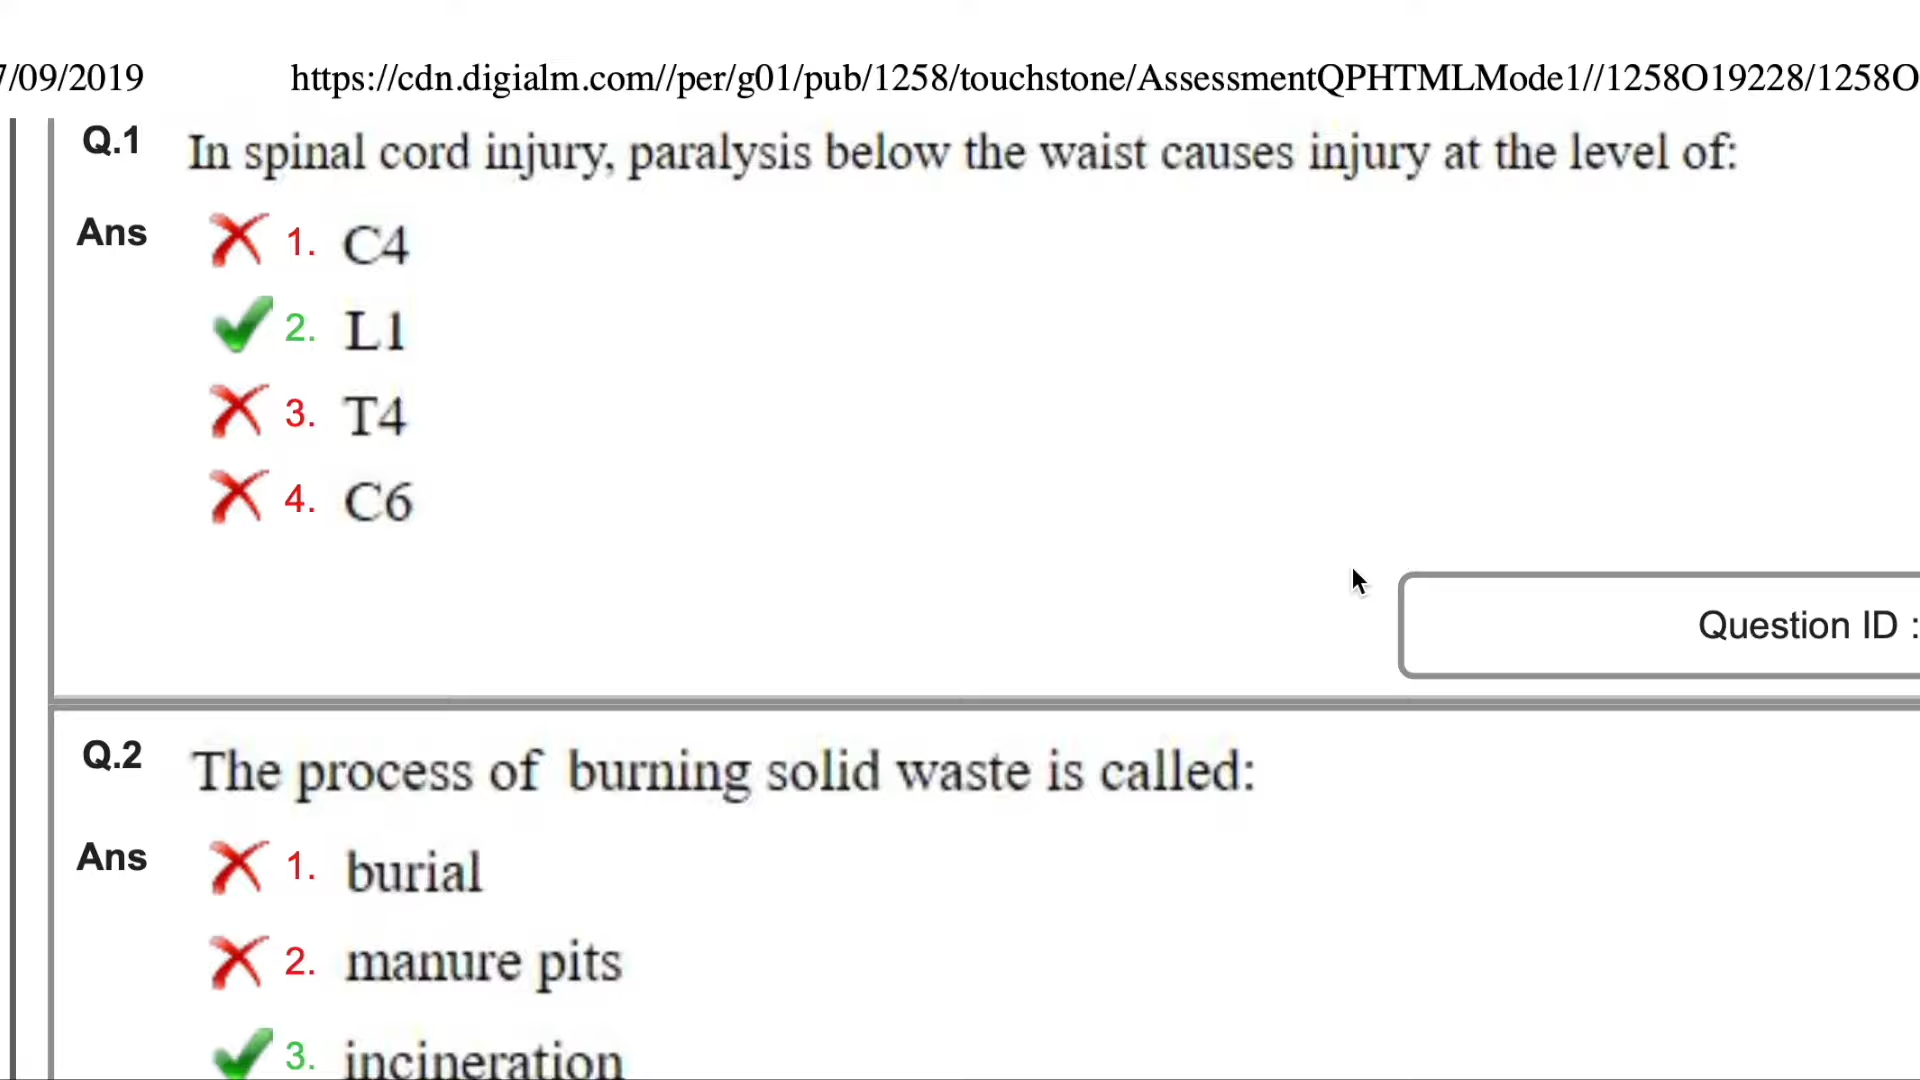 7/09/2019 https://cdn.digialm.com//per/g01/pub/1258/touchstone/AssessmentQPHTMLMode1//1258O19228/1258O
Q.1 In spinal cord injury, paralysis below the waist causes injury at the level of:
Ans 1. C4
2. L1
3. T4
4. C6
Question ID :
Q.2 The process of burning solid waste is called:
Ans 1. burial
2. manure pits
3. incineration